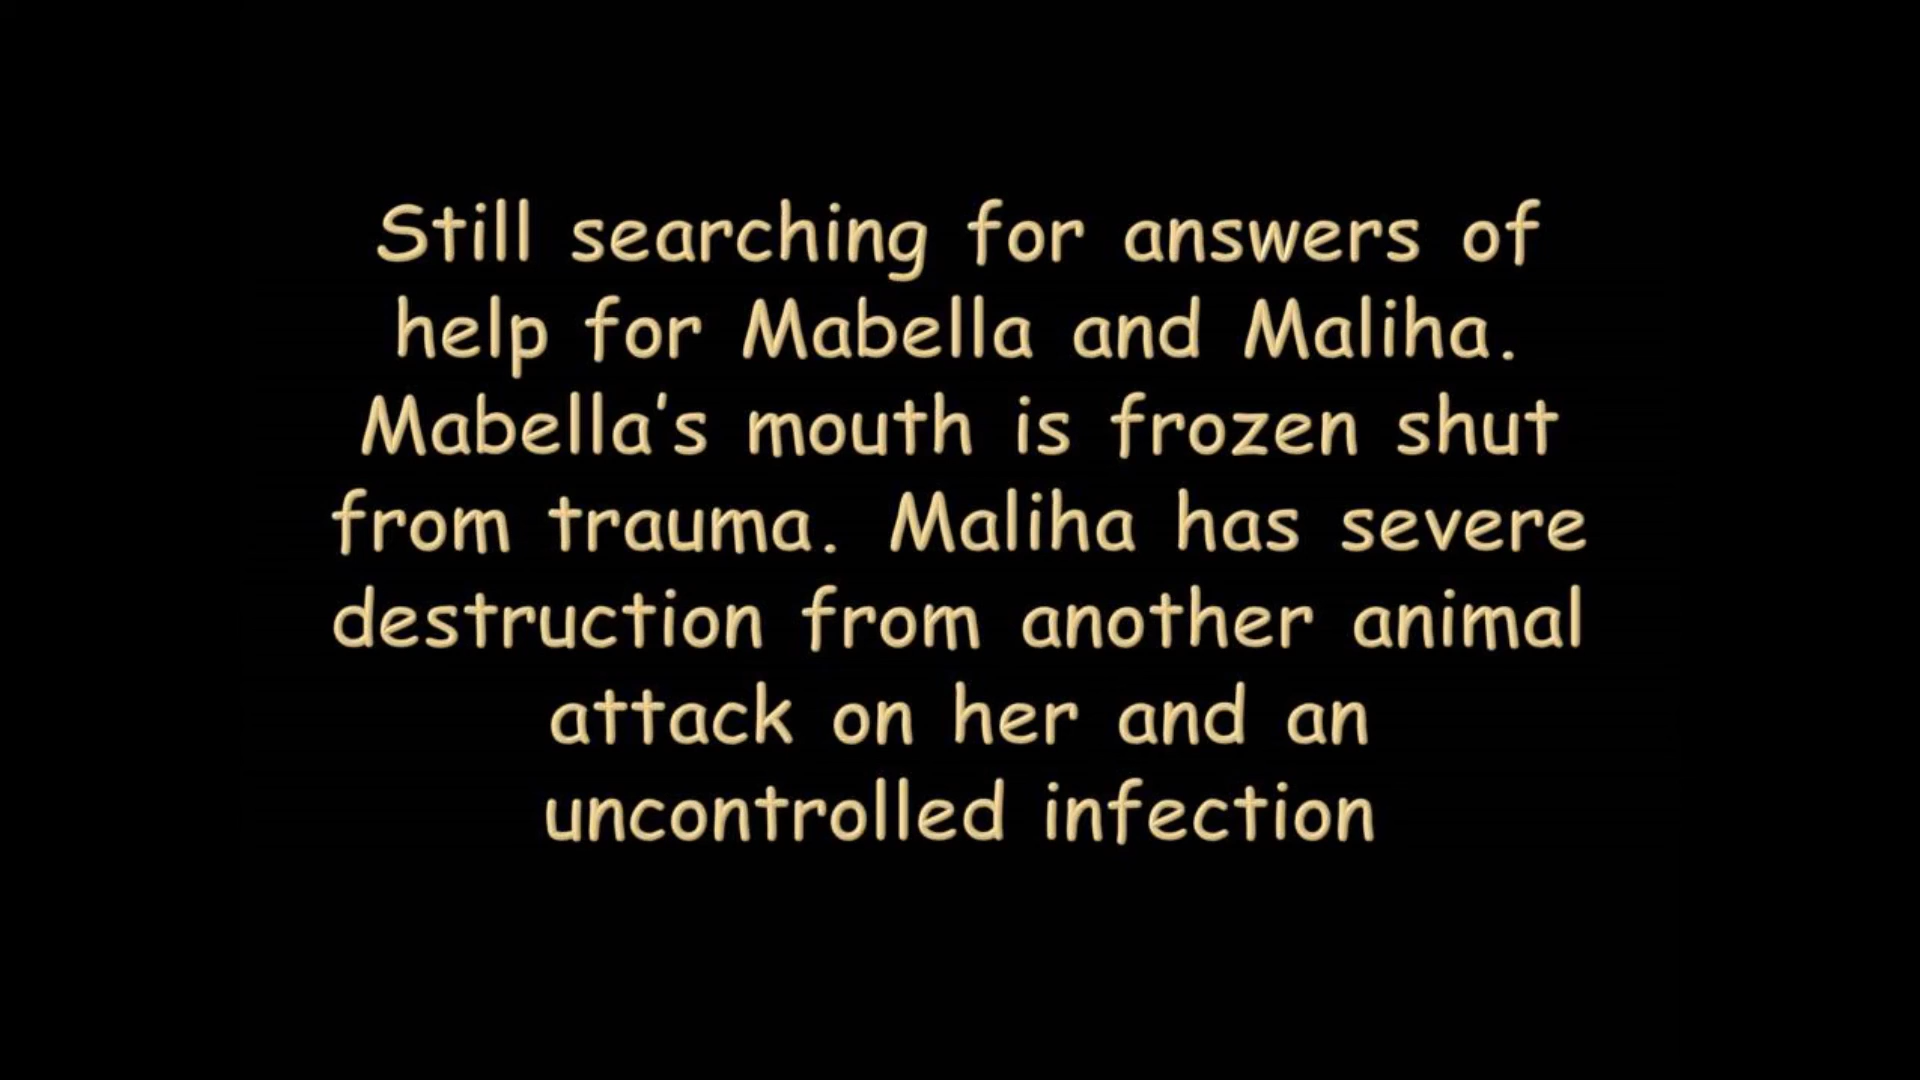 Still searching for answers of
help for Mabella and Maliha.
Mabella's mouth is frozen shut
from trauma. Maliha has severe
destruction from another animal
attack on her and an
uncontrolled infection